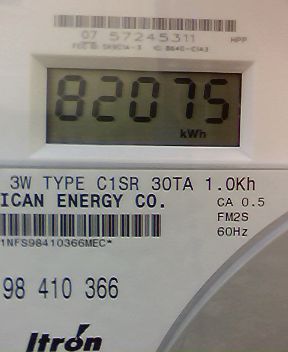 07 57245311 HPP
82075
kWh
3W TYPE C1SR 30TA 1.0Kh
ICAN ENERGY CO. CA 0.5
FM2S
1NFS98410366MEC* 60Hz
98 410 366
Itron